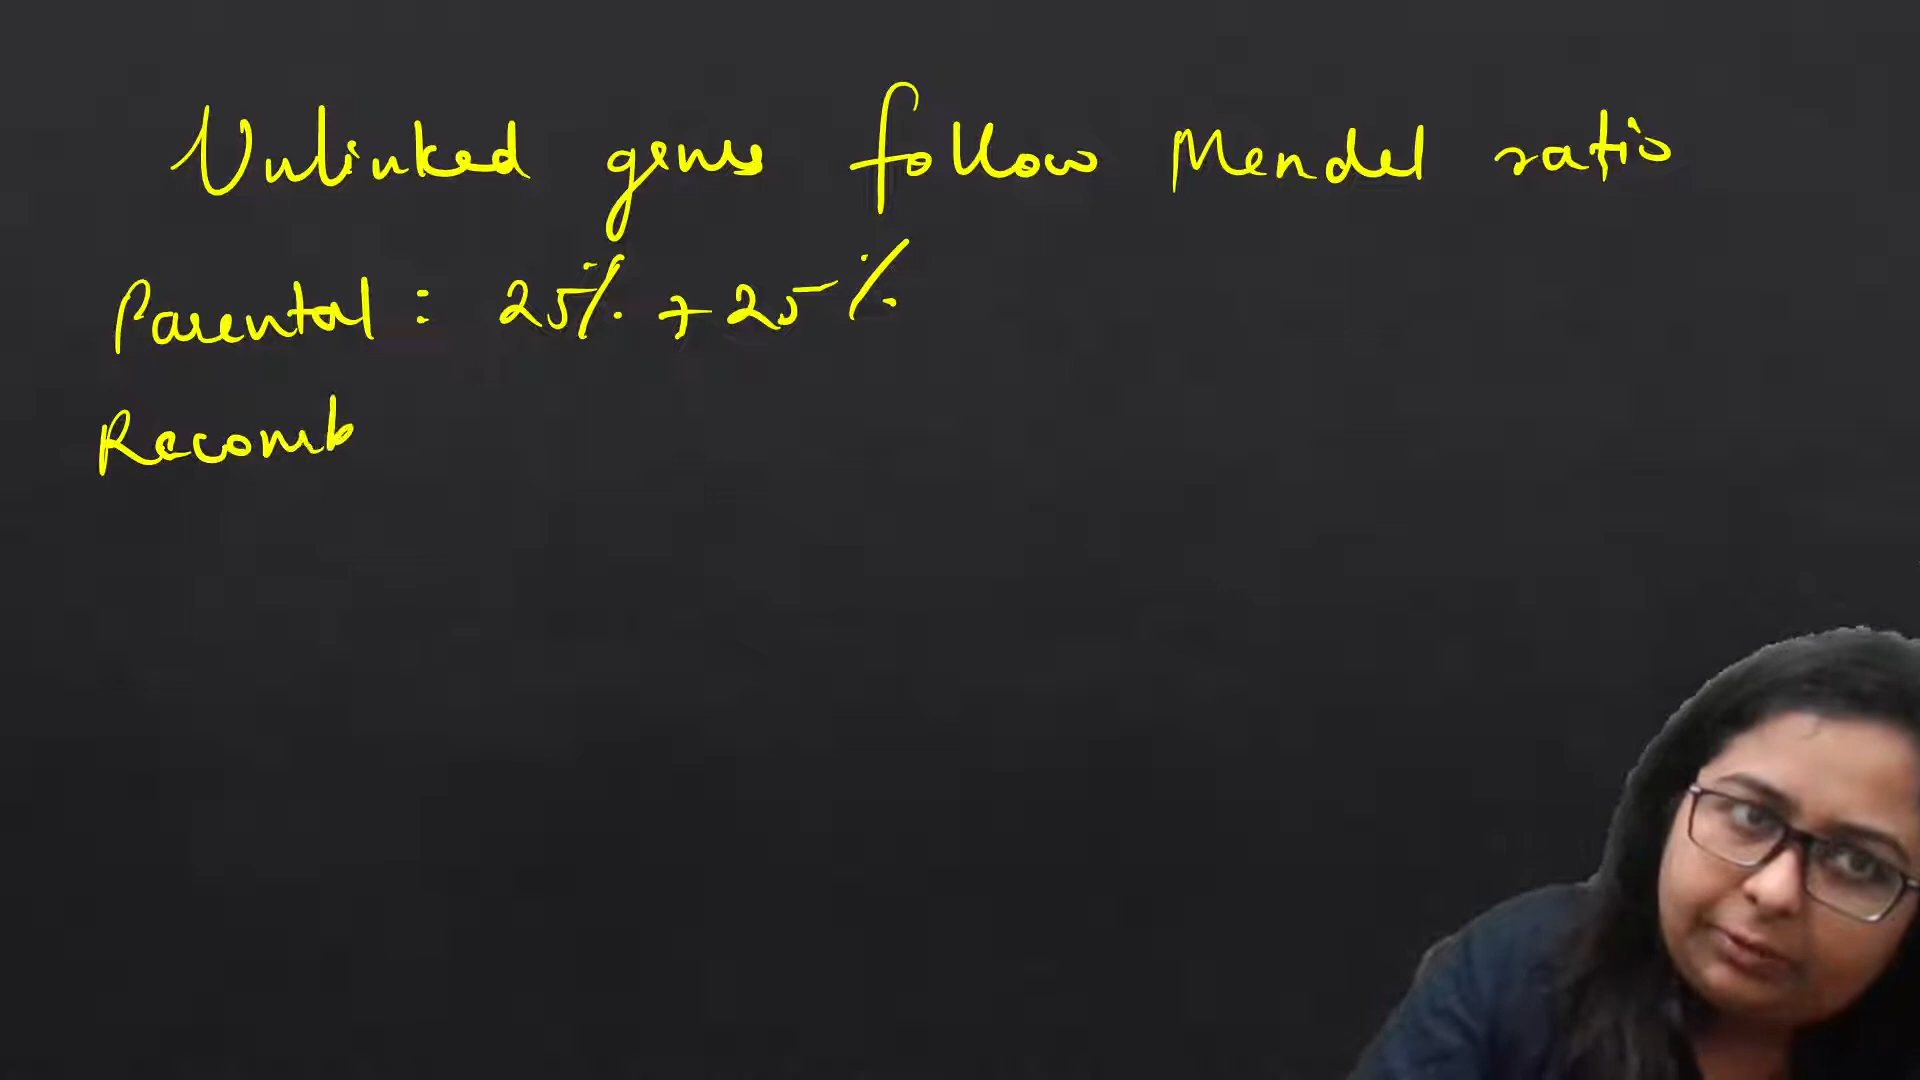 Unlinked genes follow Mendel ratio
Parental : 25% + 25%
Recomb